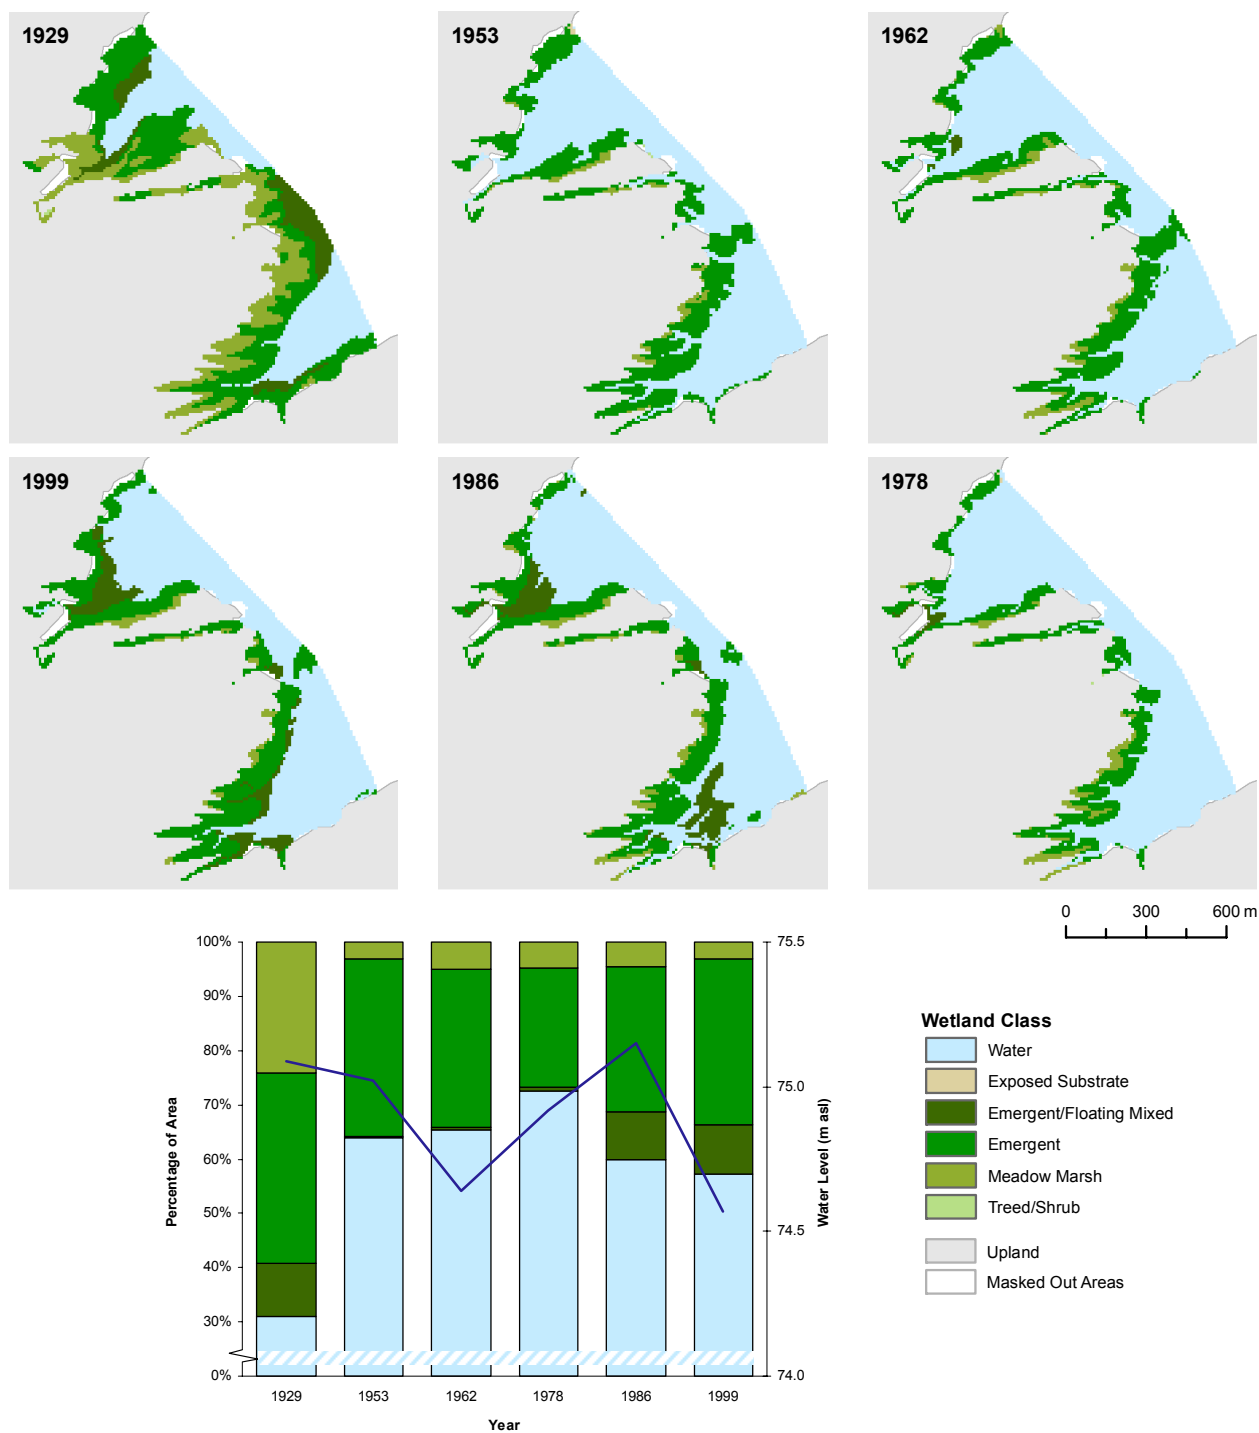 1929
1953
1962
1999
1986
1978
0 300 600 m
100%
90%
80%
70%
60%
50%
40%
30%
0%
Percentage of Area
75.5
75.0
74.5
74.0
Water Level (m asl)
1929 1953 1962 1978 1986 1999
Year
Wetland Class
Water
Exposed Substrate
Emergent/Floating Mixed
Emergent
Meadow Marsh
Treed/Shrub
Upland
Masked Out Areas